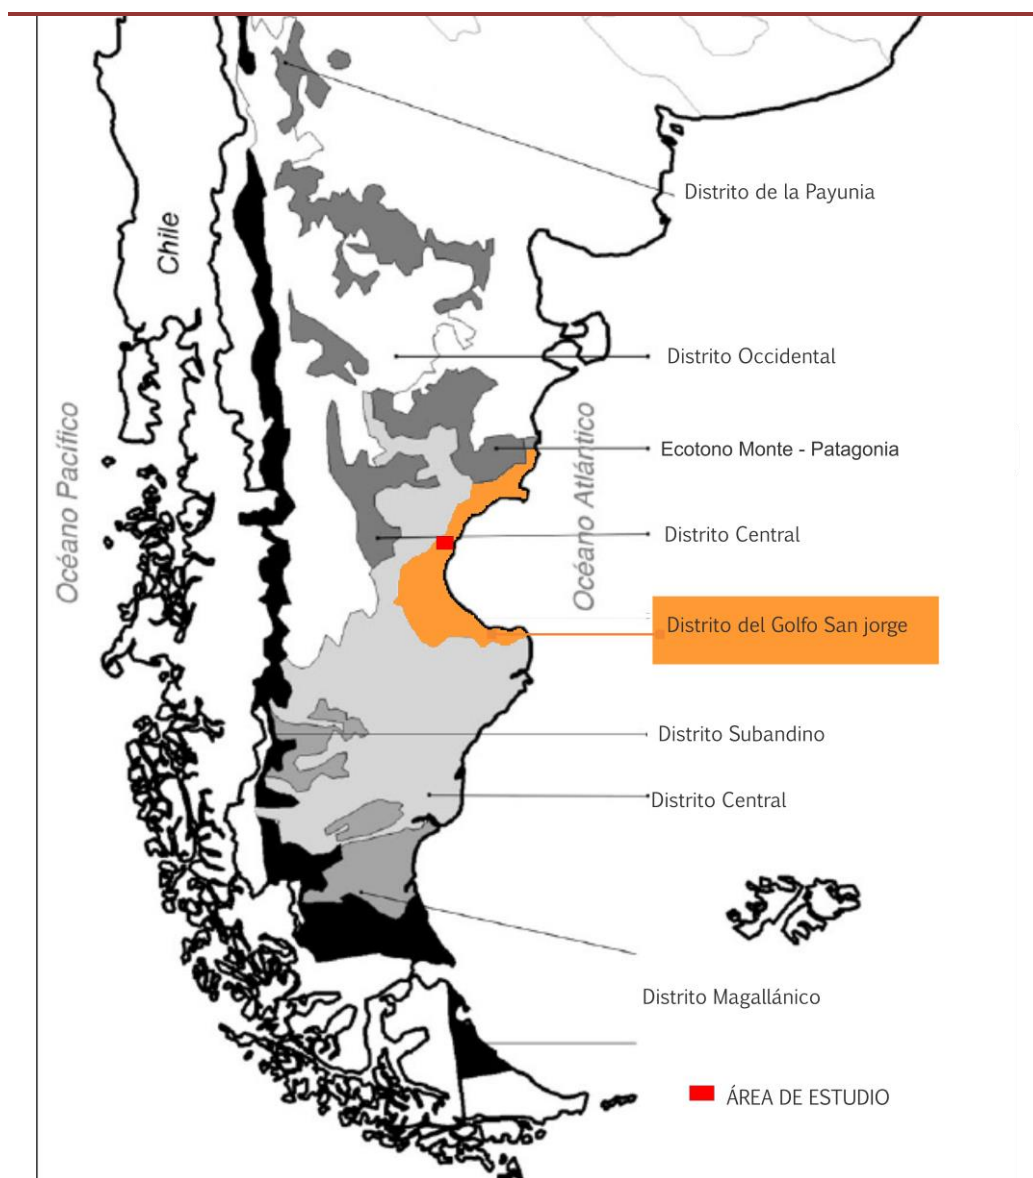 Distrito de la Payunia
Chile
Distrito Occidental
Océano Pacífico
Océano Atlántico
Ecotono Monte - Patagonia
Distrito Central
Distrito del Golfo San jorge
Distrito Subandino
Distrito Central
Distrito Magallánico
ÁREA DE ESTUDIO